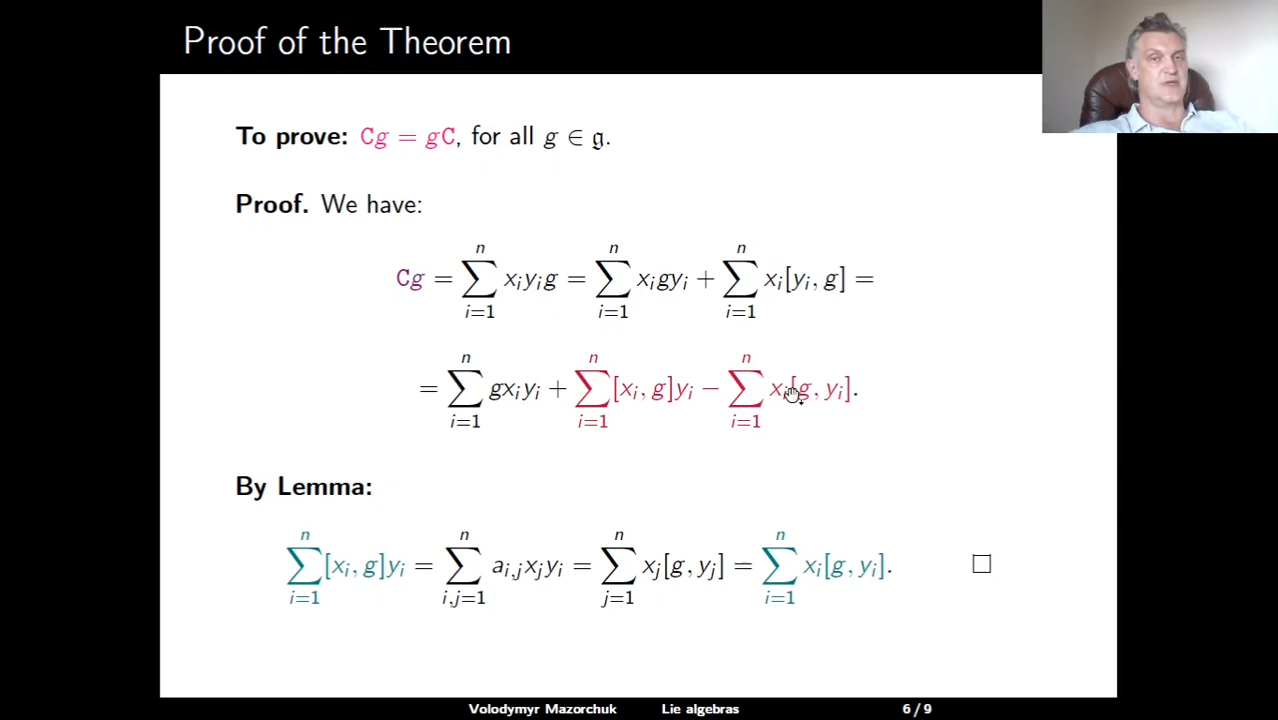 Proof of the Theorem
To prove: Cg = gC, for all g ∈ 𝔤.
Proof. We have:
Cg = ∑_{i=1}^{n} x_i y_i g = ∑_{i=1}^{n} x_i g y_i + ∑_{i=1}^{n} x_i [y_i, g] =
= ∑_{i=1}^{n} g x_i y_i + ∑_{i=1}^{n} [x_i, g] y_i − ∑_{i=1}^{n} x_i [g, y_i].
By Lemma:
∑_{i=1}^{n} [x_i, g] y_i = ∑_{i,j=1}^{n} a_{i,j} x_j y_i = ∑_{j=1}^{n} x_j [g, y_j] = ∑_{i=1}^{n} x_i [g, y_i]. □
Volodymyr Mazorchuk Lie algebras 6 / 9